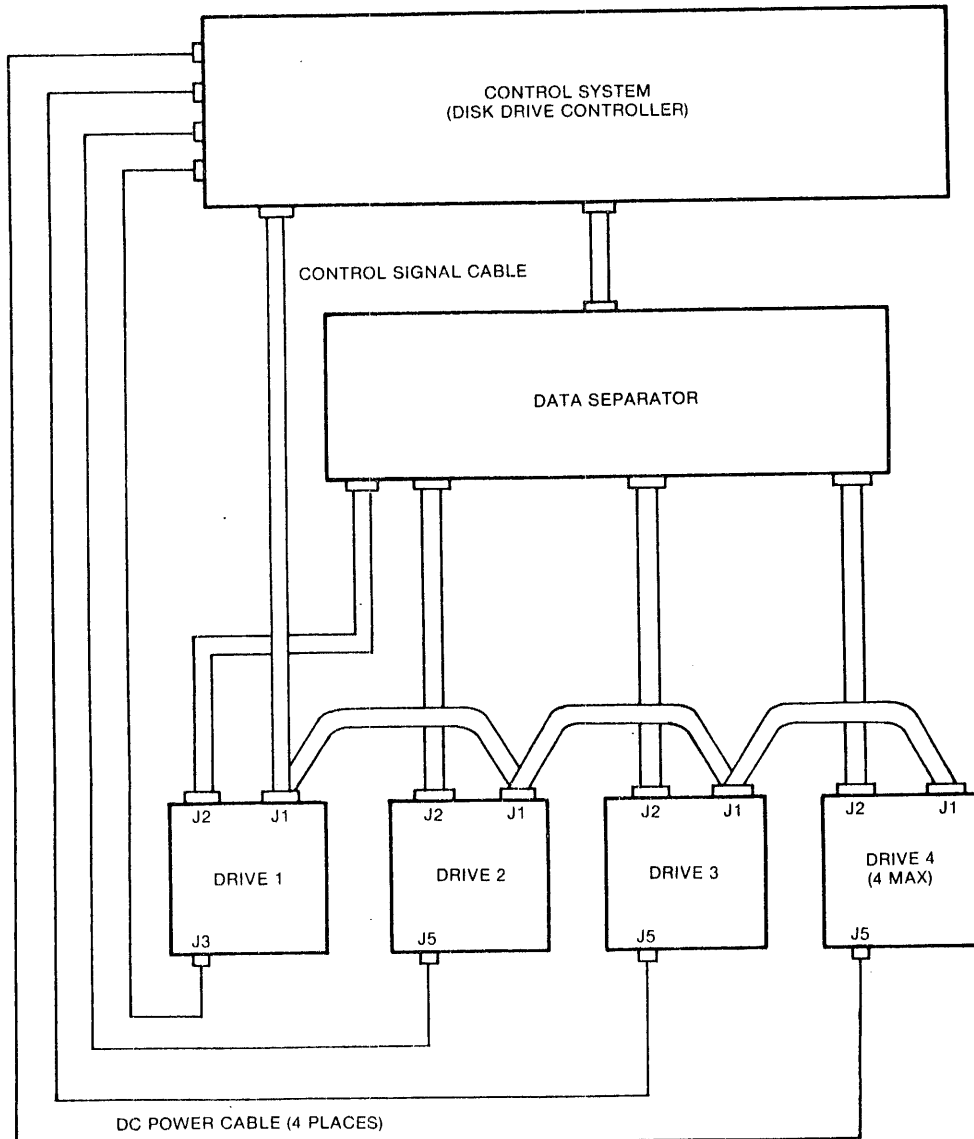 CONTROL SYSTEM
(DISK DRIVE CONTROLLER)
CONTROL SIGNAL CABLE
DATA SEPARATOR
J2 J1
J2 J1
J2 J1
J2 J1
DRIVE 1
DRIVE 2
DRIVE 3
DRIVE 4
(4 MAX)
J3
J5
J5
J5
DC POWER CABLE (4 PLACES)